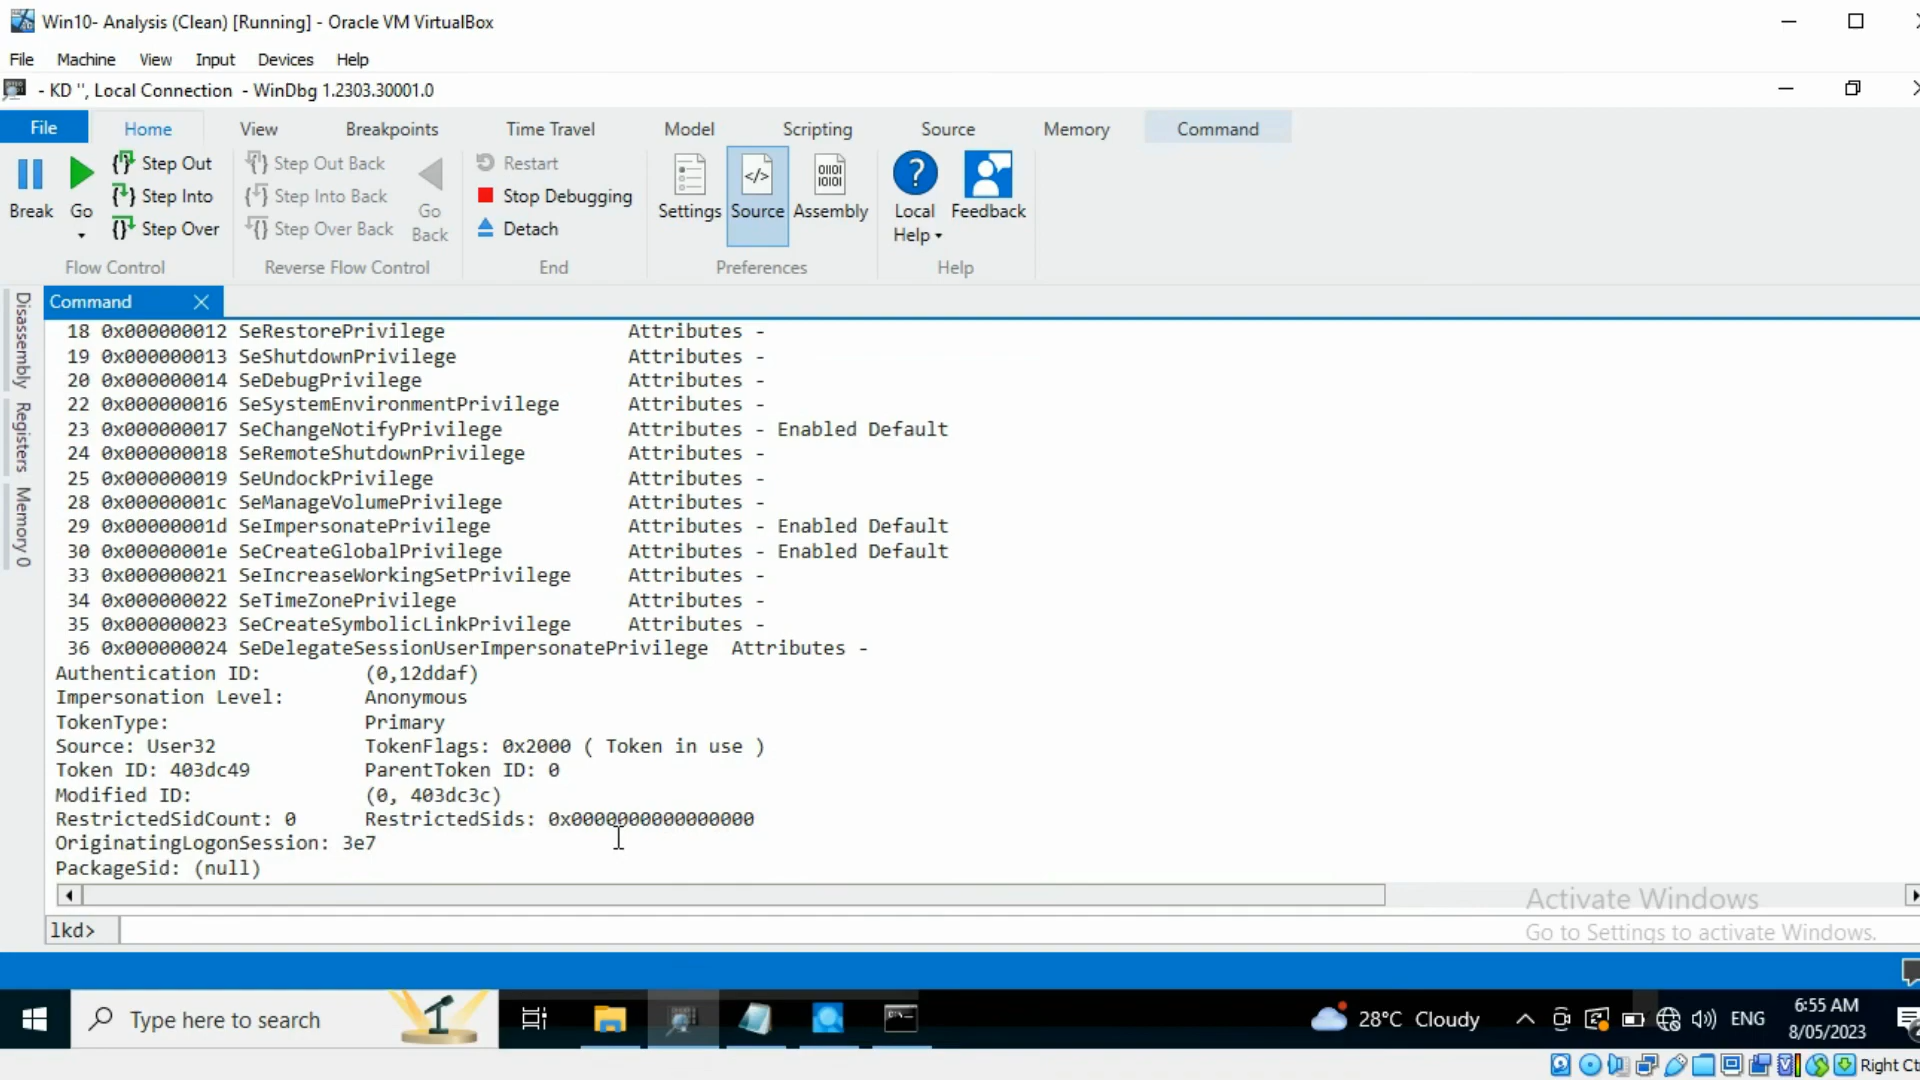 Win10- Analysis (Clean) [Running] - Oracle VM VirtualBox
File Machine View Input Devices Help
- KD '', Local Connection - WinDbg 1.2303.30001.0
File Home View Breakpoints Time Travel Model Scripting Source Memory Command
Break
Go
Step Out
Step Into
Step Over
Flow Control
Step Out Back
Step Into Back
Step Over Back
Go
Back
Reverse Flow Control
Restart
Stop Debugging
Detach
End
Settings Source Assembly
Preferences
Local
Help
Feedback
Help
Disassembly
Registers
Memory 0
Command
18 0x000000012 SeRestorePrivilege Attributes -
19 0x000000013 SeShutdownPrivilege Attributes -
20 0x000000014 SeDebugPrivilege Attributes -
22 0x000000016 SeSystemEnvironmentPrivilege Attributes -
23 0x000000017 SeChangeNotifyPrivilege Attributes - Enabled Default
24 0x000000018 SeRemoteShutdownPrivilege Attributes -
25 0x000000019 SeUndockPrivilege Attributes -
28 0x00000001c SeManageVolumePrivilege Attributes -
29 0x00000001d SeImpersonatePrivilege Attributes - Enabled Default
30 0x00000001e SeCreateGlobalPrivilege Attributes - Enabled Default
33 0x000000021 SeIncreaseWorkingSetPrivilege Attributes -
34 0x000000022 SeTimeZonePrivilege Attributes -
35 0x000000023 SeCreateSymbolicLinkPrivilege Attributes -
36 0x000000024 SeDelegateSessionUserImpersonatePrivilege Attributes -
Authentication ID: (0,12ddaf)
Impersonation Level: Anonymous
TokenType: Primary
Source: User32 TokenFlags: 0x2000 ( Token in use )
Token ID: 403dc49 ParentToken ID: 0
Modified ID: (0, 403dc3c)
RestrictedSidCount: 0 RestrictedSids: 0x0000000000000000
OriginatingLogonSession: 3e7
PackageSid: (null)
lkd>
Activate Windows
Go to Settings to activate Windows.
Type here to search
28°C Cloudy
ENG
6:55 AM
8/05/2023
Right Ct